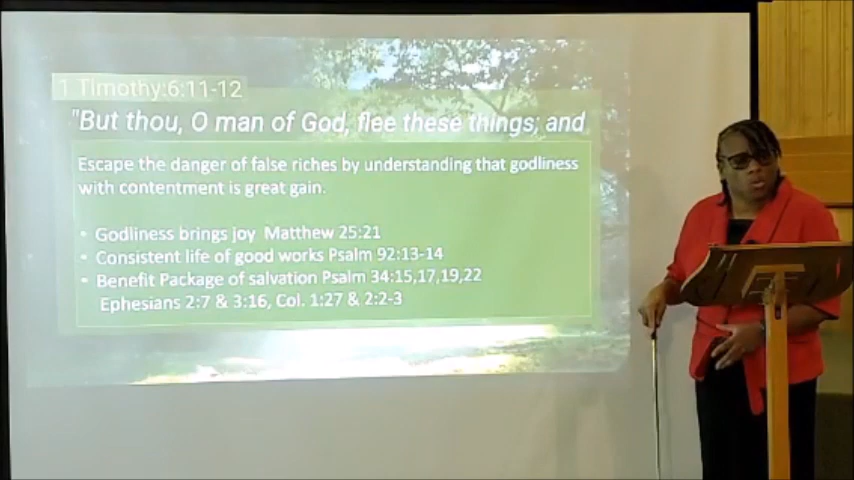 1 Timothy:6:11-12
"But thou, O man of God, flee these things; and
Escape the danger of false riches by understanding that godliness
with contentment is great gain.
• Godliness brings joy Matthew 25:21
• Consistent life of good works Psalm 92:13-14
• Benefit Package of salvation Psalm 34:15,17,19,22
Ephesians 2:7 & 3:16, Col. 1:27 & 2:2-3